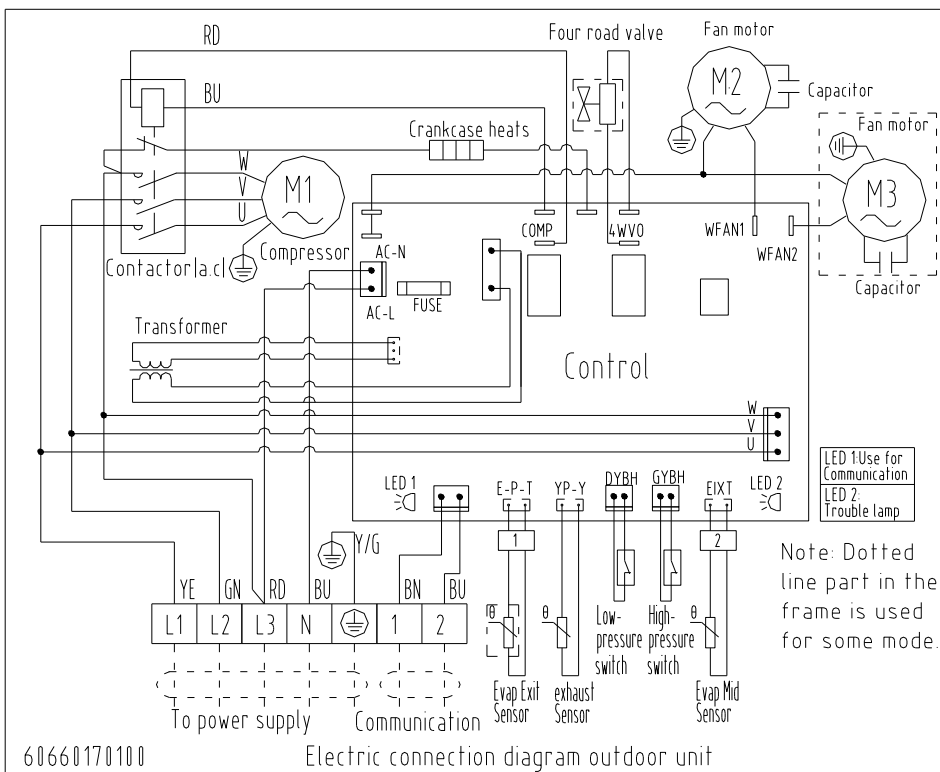 RD
Four road valve
Fan motor
M2
Capacitor
BU
Crankcase heats
Fan motor
W
V
U
M1
M3
COMP
4WV0
WFAN1
WFAN2
Contactor(a.c)
Compressor
AC-N
Capacitor
AC-L
FUSE
Transformer
Control
W
V
U
LED 1:Use for
Communication
LED 2:
Trouble lamp
LED 1
E-P-T
YP-Y
DYBH
GYBH
EIXT
LED 2
1
2
Y/G
Note: Dotted
line part in the
frame is used
for some mode.
YE
GN
RD
BU
BN
BU
L1
L2
L3
N
1
2
θ
θ
θ
Low-
pressure
switch
High-
pressure
switch
Evap Exit
Sensor
exhaust
Sensor
Evap Mid
Sensor
To power supply
Communication
60660170100
Electric connection diagram outdoor unit